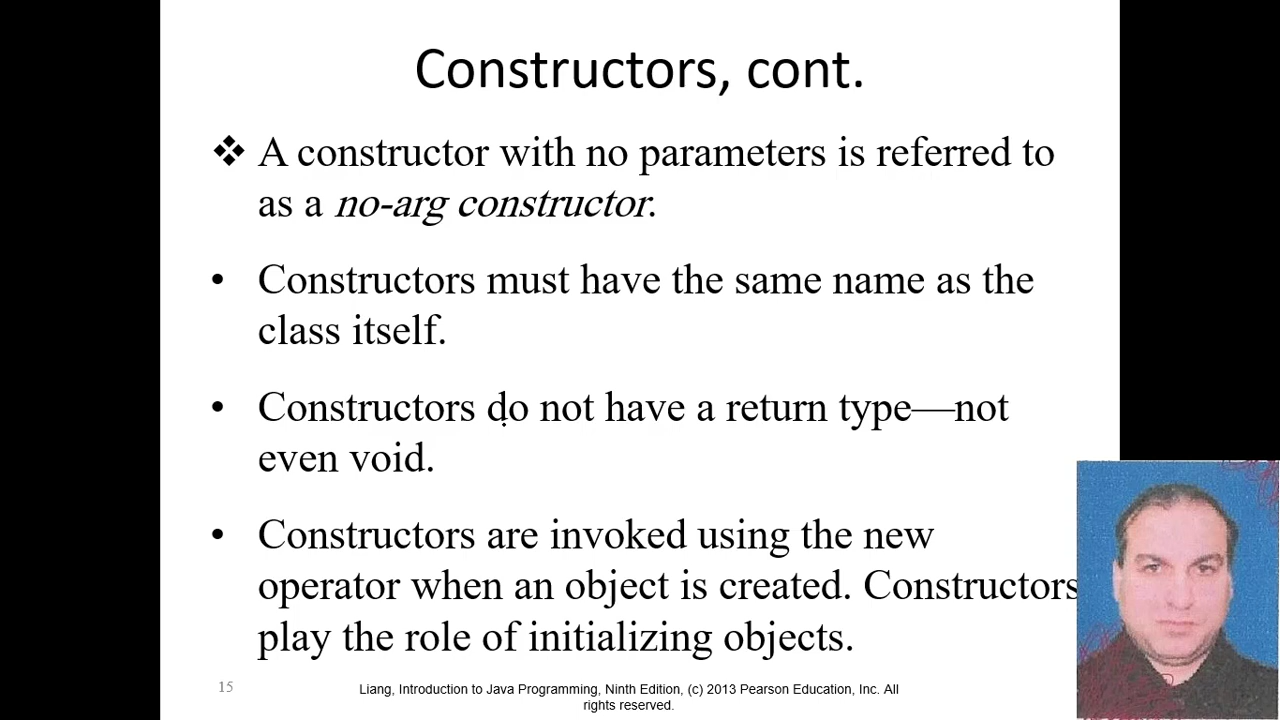 Constructors, cont.
❖ A constructor with no parameters is referred to
as a no-arg constructor.
• Constructors must have the same name as the
class itself.
• Constructors do not have a return type—not
even void.
• Constructors are invoked using the new
operator when an object is created. Constructors
play the role of initializing objects.
15
Liang, Introduction to Java Programming, Ninth Edition, (c) 2013 Pearson Education, Inc. All
rights reserved.